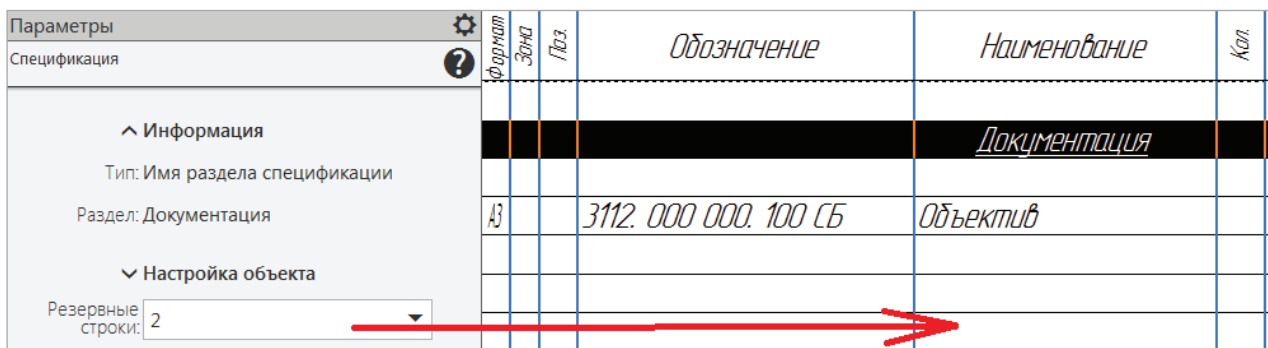 Параметры
Спецификация
Информация
Тип: Имя раздела спецификации
Раздел: Документация
Настройка объекта
Резервные строки: 2
Формат Зона Поз. Обозначение Наименование Кол.
Документация
А3 3112. 000 000. 100 СБ Объектив